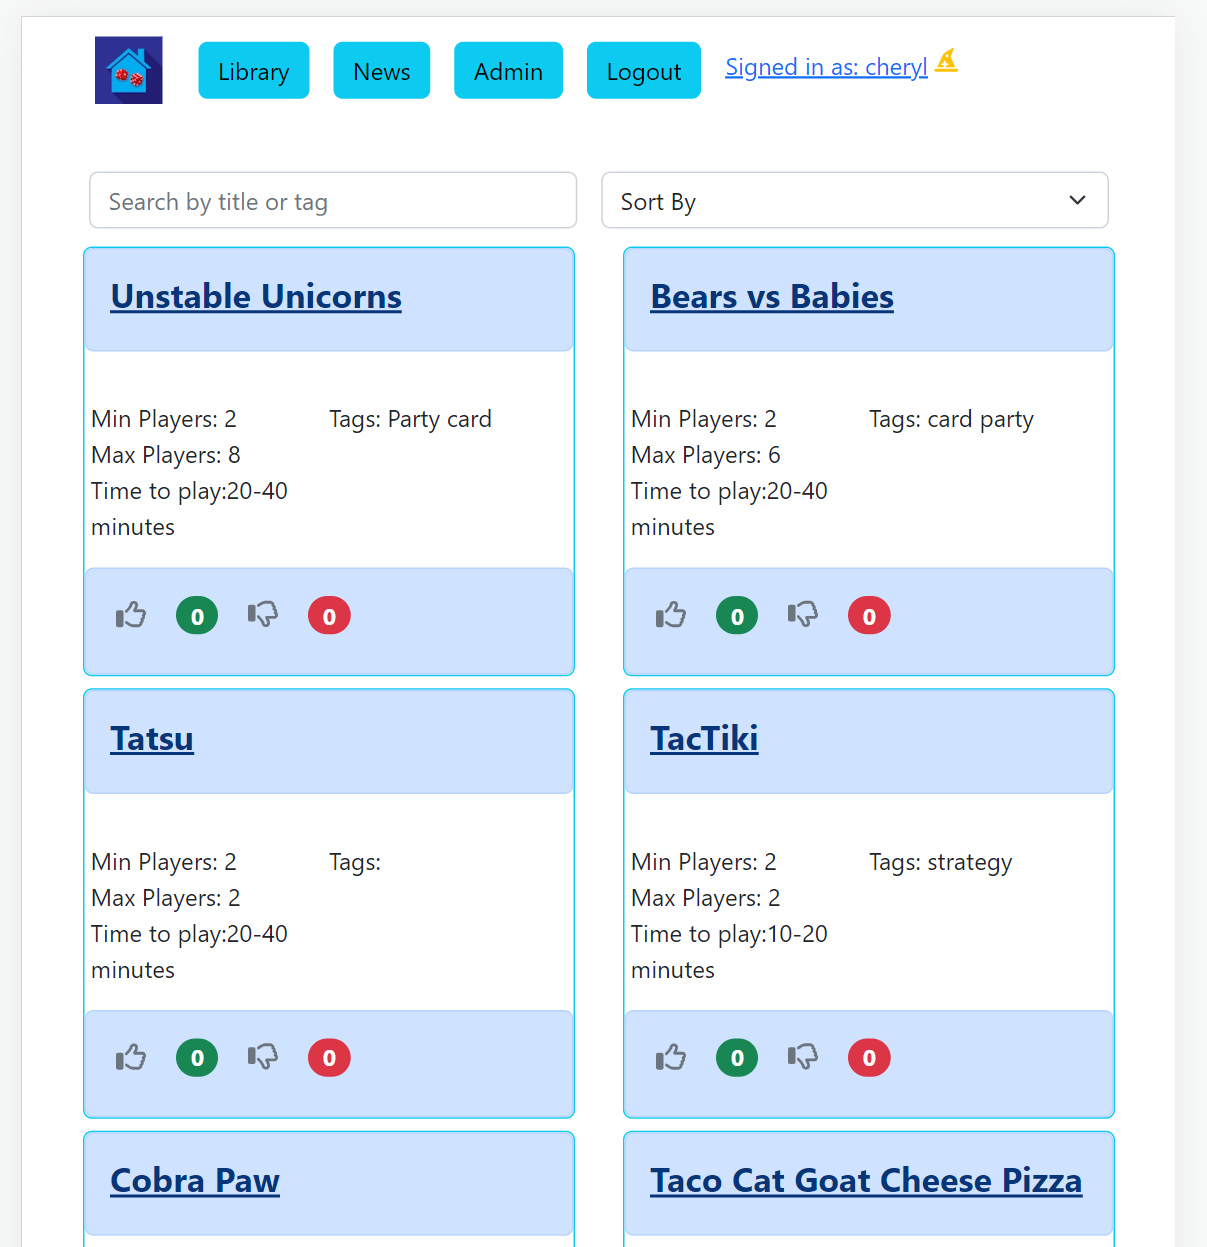 Library News Admin Logout Signed in as: cheryl
Search by title or tag
Sort By
Unstable Unicorns
Min Players: 2
Max Players: 8
Time to play:20-40
minutes
Tags: Party card
0 0
Bears vs Babies
Min Players: 2
Max Players: 6
Time to play:20-40
minutes
Tags: card party
0 0
Tatsu
Min Players: 2
Max Players: 2
Time to play:20-40
minutes
Tags:
0 0
TacTiki
Min Players: 2
Max Players: 2
Time to play:10-20
minutes
Tags: strategy
0 0
Cobra Paw
Taco Cat Goat Cheese Pizza